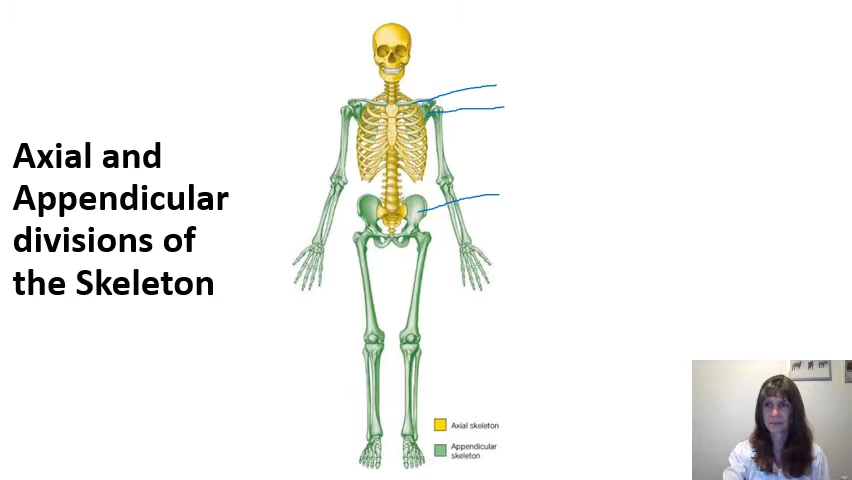 Axial and
Appendicular
divisions of
the Skeleton
Axial skeleton
Appendicular
skeleton